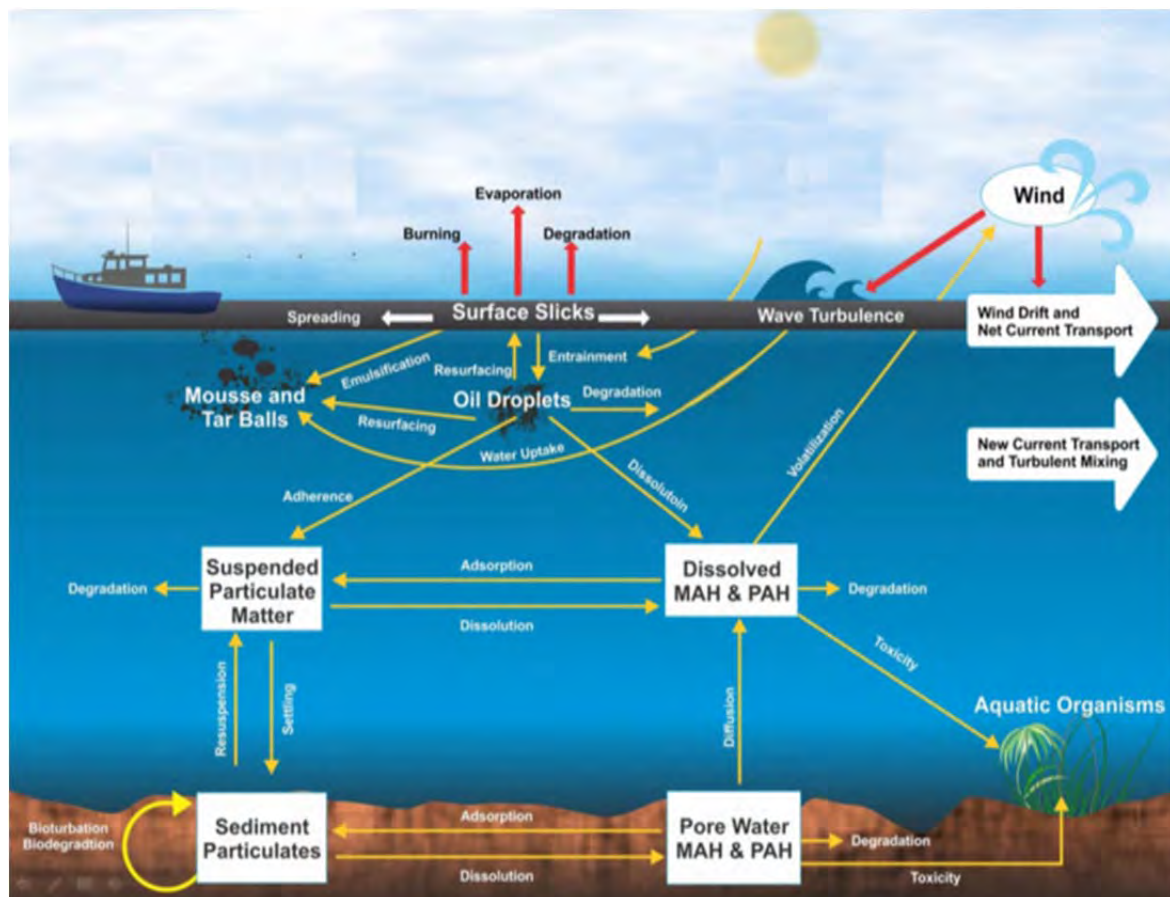 Evaporation
Burning
Degradation
Wind
Spreading
Surface Slicks
Wave Turbulence
Wind Drift and
Net Current Transport
Emulsification
Resurfacing
Entrainment
Mousse and
Tar Balls
Oil Droplets
Degradation
Resurfacing
Water Uptake
Volatilization
New Current Transport
and Turbulent Mixing
Adherence
Dissolutoin
Degradation
Suspended
Particulate
Matter
Adsorption
Dissolution
Dissolved
MAH & PAH
Degradation
Toxicity
Resuspension
Settling
Diffusion
Aquatic Organisms
Bioturbation
Biodegradtion
Sediment
Particulates
Adsorption
Dissolution
Pore Water
MAH & PAH
Degradation
Toxicity